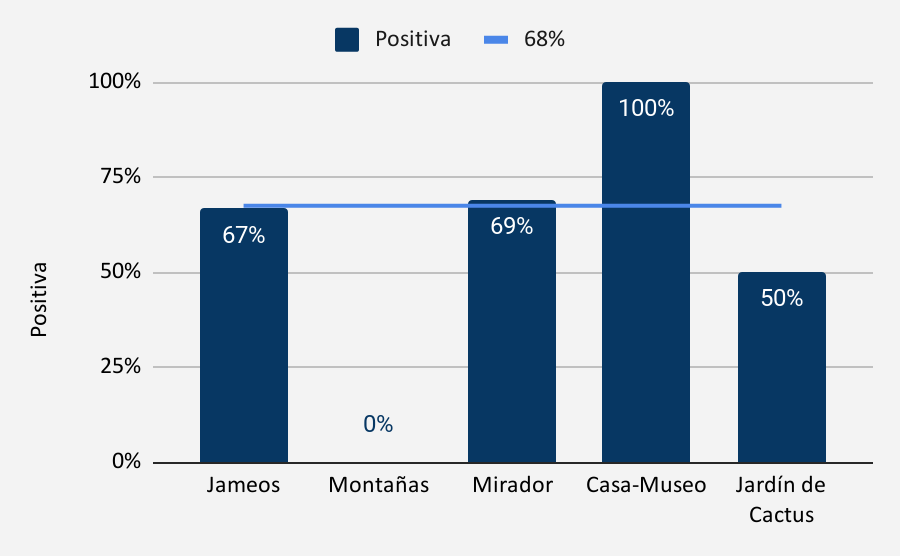 Positiva 68%
100%
75%
50%
25%
0%
Positiva
67%
0%
69%
100%
50%
Jameos Montañas Mirador Casa-Museo Jardín de
Cactus